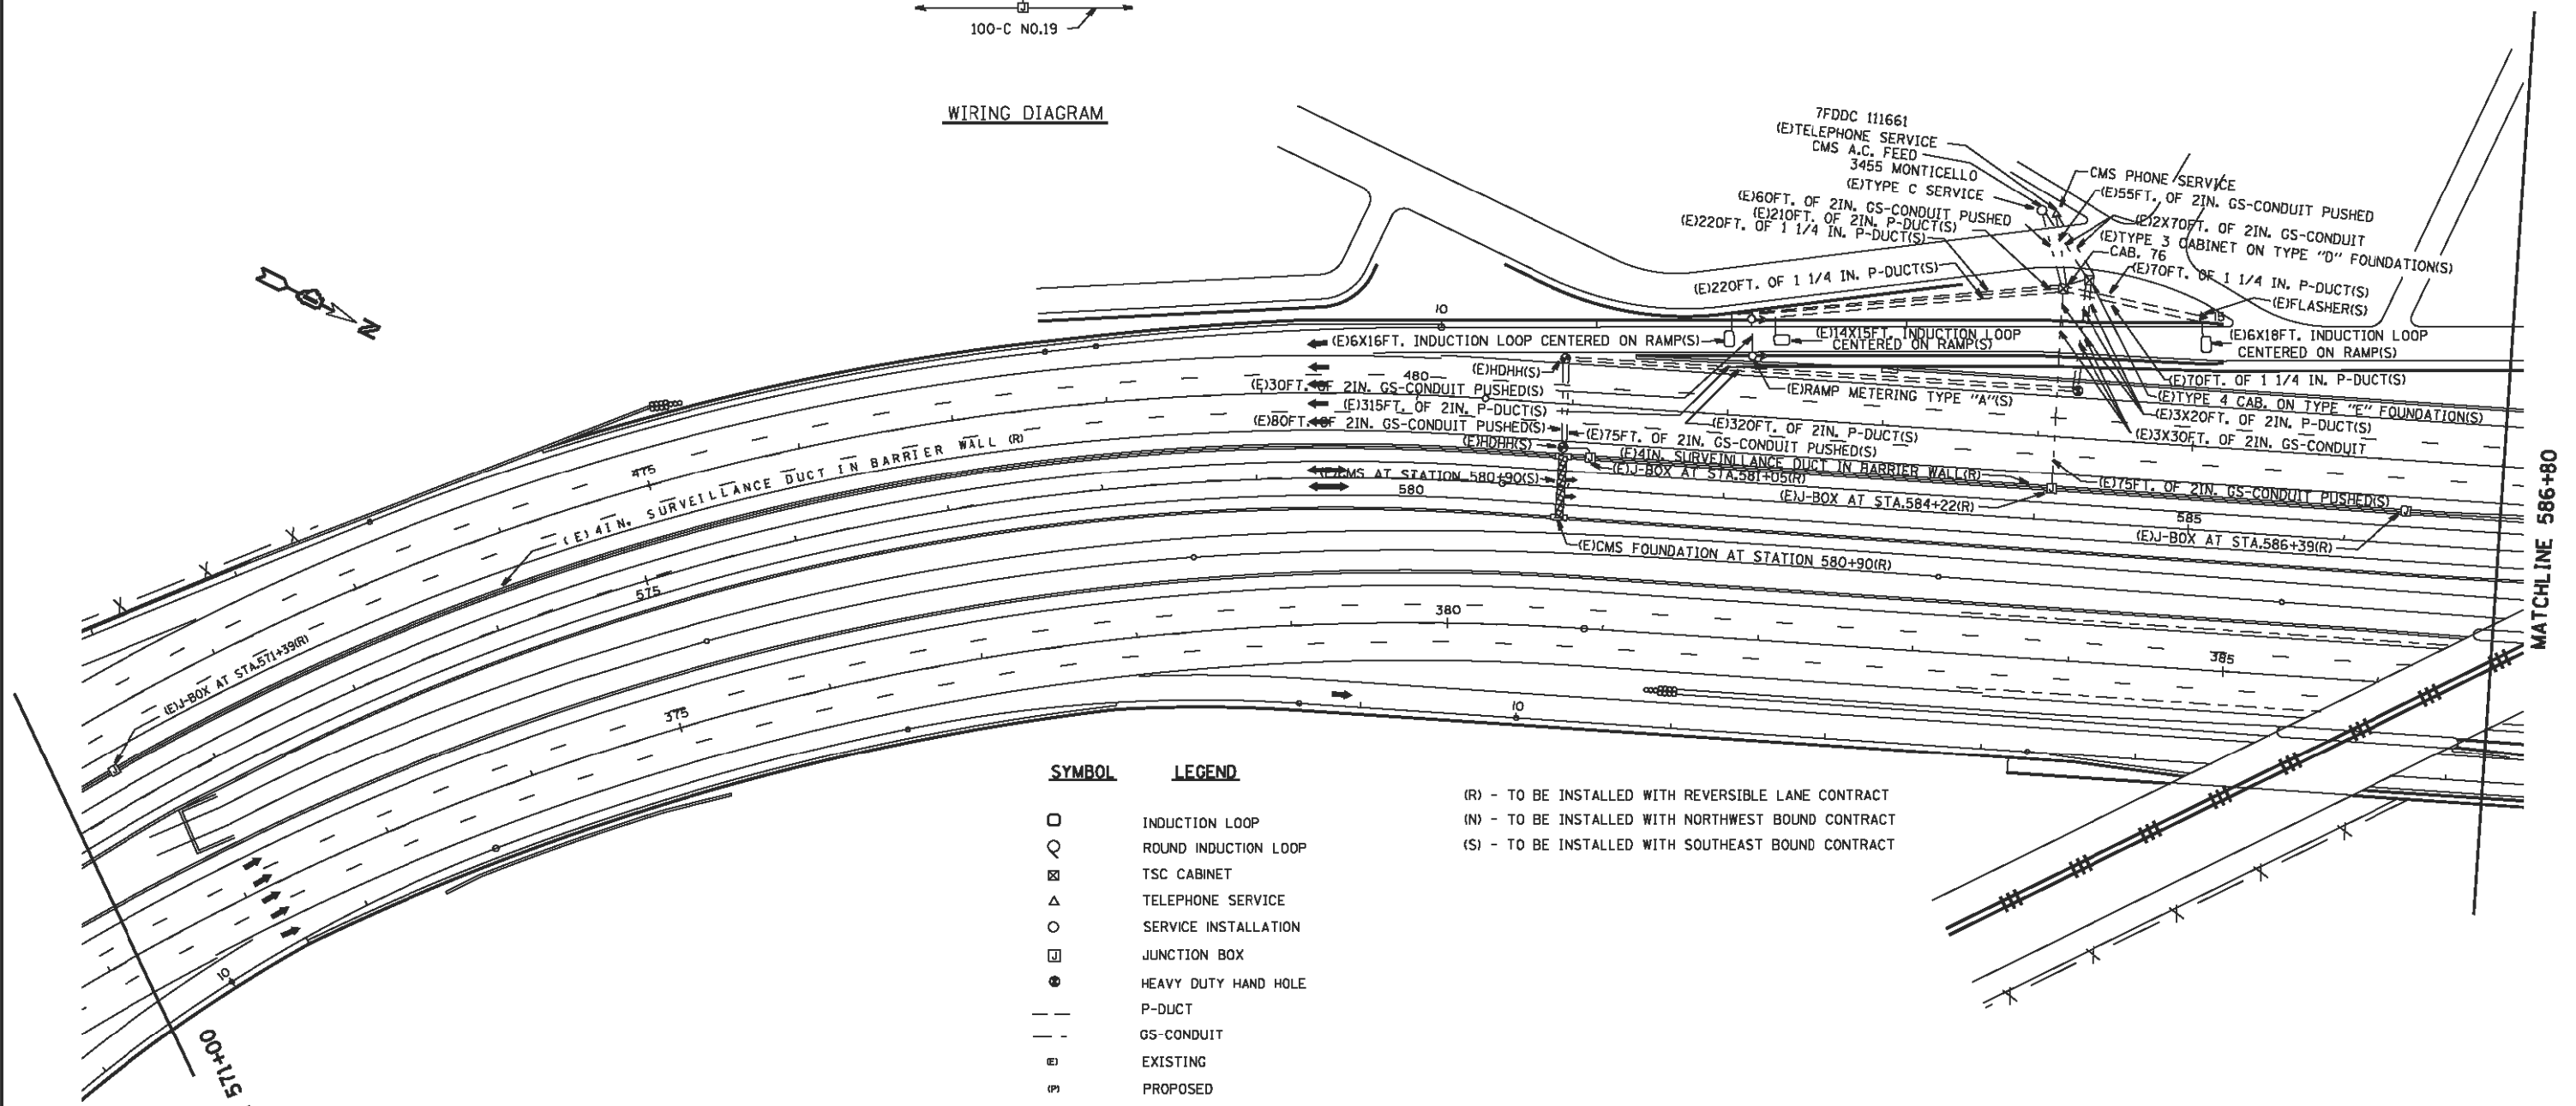 100-C NO.19
WIRING DIAGRAM
7FDDC 111661
(E)TELEPHONE SERVICE
CMS A.C. FEED
3455 MONTICELLO
(E)TYPE C SERVICE
(E)60FT. OF 2IN. GS-CONDUIT PUSHED
(E)210FT. OF 2IN. P-DUCT(S)
(E)220FT. OF 1 1/4 IN. P-DUCT(S)
(E)220FT. OF 1 1/4 IN. P-DUCT(S)
CMS PHONE SERVICE
(E)55FT. OF 2IN. GS-CONDUIT PUSHED
(E)2X70FT. OF 2IN. GS-CONDUIT
(E)TYPE 3 CABINET ON TYPE "D" FOUNDATION(S)
CAB. 76
(E)70FT. OF 1 1/4 IN. P-DUCT(S)
(E)FLASHER(S)
N
10
15
(E)6X16FT. INDUCTION LOOP CENTERED ON RAMP(S)
(E)14X15FT. INDUCTION LOOP
CENTERED ON RAMP(S)
(E)6X18FT. INDUCTION LOOP
CENTERED ON RAMP(S)
(E)HDHH(S)
480
(E)30FT. OF 2IN. GS-CONDUIT PUSHED(S)
(E)315FT. OF 2IN. P-DUCT(S)
(E)80FT. OF 2IN. GS-CONDUIT PUSHED(S)
(E)HDHH(S)
(E)RAMP METERING TYPE "A"(S)
(E)320FT. OF 2IN. P-DUCT(S)
(E)75FT. OF 2IN. GS-CONDUIT PUSHED(S)
(E)70FT. OF 1 1/4 IN. P-DUCT(S)
(E)TYPE 4 CAB. ON TYPE "E" FOUNDATION(S)
(E)3X20FT. OF 2IN. P-DUCT(S)
(E)3X30FT. OF 2IN. GS-CONDUIT
(E)4IN. SURVEILLANCE DUCT IN BARRIER WALL(R)
(E)J-BOX AT STA.581+05(R)
(E)CMS AT STATION 580+90(S)
580
(E)J-BOX AT STA.584+22(R)
(E)75FT. OF 2IN. GS-CONDUIT PUSHED(S)
585
(E)J-BOX AT STA.586+39(R)
(E)CMS FOUNDATION AT STATION 580+90(R)
MATCHLINE 586+80
475
(E) 4IN. SURVEILLANCE DUCT IN BARRIER WALL (R)
575
(E)J-BOX AT STA.571+39(R)
380
385
375
10
10
571+00
SYMBOL LEGEND
INDUCTION LOOP
ROUND INDUCTION LOOP
TSC CABINET
TELEPHONE SERVICE
SERVICE INSTALLATION
J JUNCTION BOX
HEAVY DUTY HAND HOLE
P-DUCT
GS-CONDUIT
(E) EXISTING
(P) PROPOSED
(R) - TO BE INSTALLED WITH REVERSIBLE LANE CONTRACT
(N) - TO BE INSTALLED WITH NORTHWEST BOUND CONTRACT
(S) - TO BE INSTALLED WITH SOUTHEAST BOUND CONTRACT